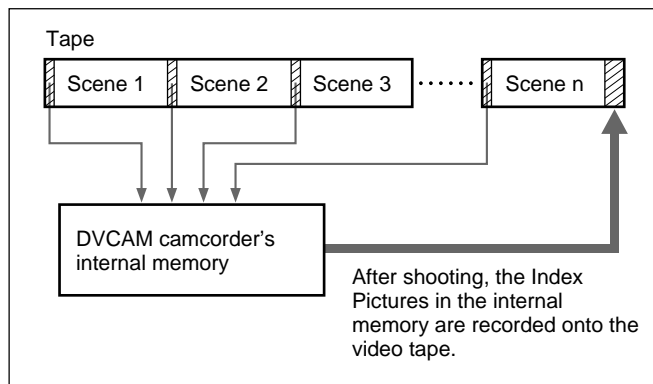 Tape
Scene 1 Scene 2 Scene 3 ······ Scene n
DVCAM camcorder’s
internal memory
After shooting, the Index
Pictures in the internal
memory are recorded onto the
video tape.